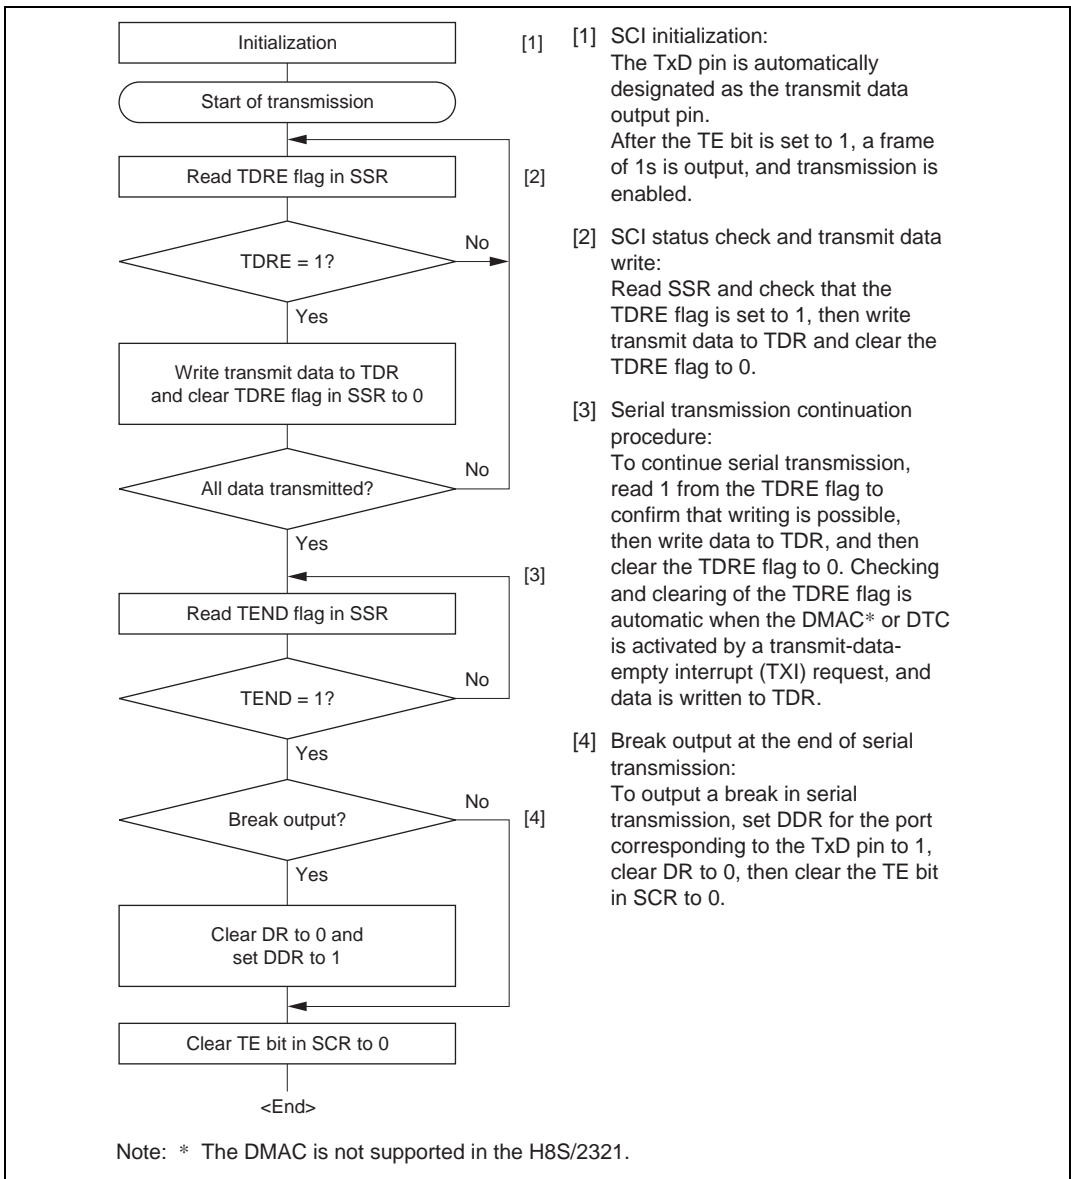 Initialization
[1]
Start of transmission
Read TDRE flag in SSR
[2]
TDRE = 1?
No
Yes
Write transmit data to TDR
and clear TDRE flag in SSR to 0
All data transmitted?
No
Yes
[3]
Read TEND flag in SSR
TEND = 1?
No
Yes
Break output?
No
[4]
Yes
Clear DR to 0 and
set DDR to 1
Clear TE bit in SCR to 0
<End>
[1] SCI initialization:
The TxD pin is automatically
designated as the transmit data
output pin.
After the TE bit is set to 1, a frame
of 1s is output, and transmission is
enabled.
[2] SCI status check and transmit data
write:
Read SSR and check that the
TDRE flag is set to 1, then write
transmit data to TDR and clear the
TDRE flag to 0.
[3] Serial transmission continuation
procedure:
To continue serial transmission,
read 1 from the TDRE flag to
confirm that writing is possible,
then write data to TDR, and then
clear the TDRE flag to 0. Checking
and clearing of the TDRE flag is
automatic when the DMAC* or DTC
is activated by a transmit-data-
empty interrupt (TXI) request, and
data is written to TDR.
[4] Break output at the end of serial
transmission:
To output a break in serial
transmission, set DDR for the port
corresponding to the TxD pin to 1,
clear DR to 0, then clear the TE bit
in SCR to 0.
Note: * The DMAC is not supported in the H8S/2321.